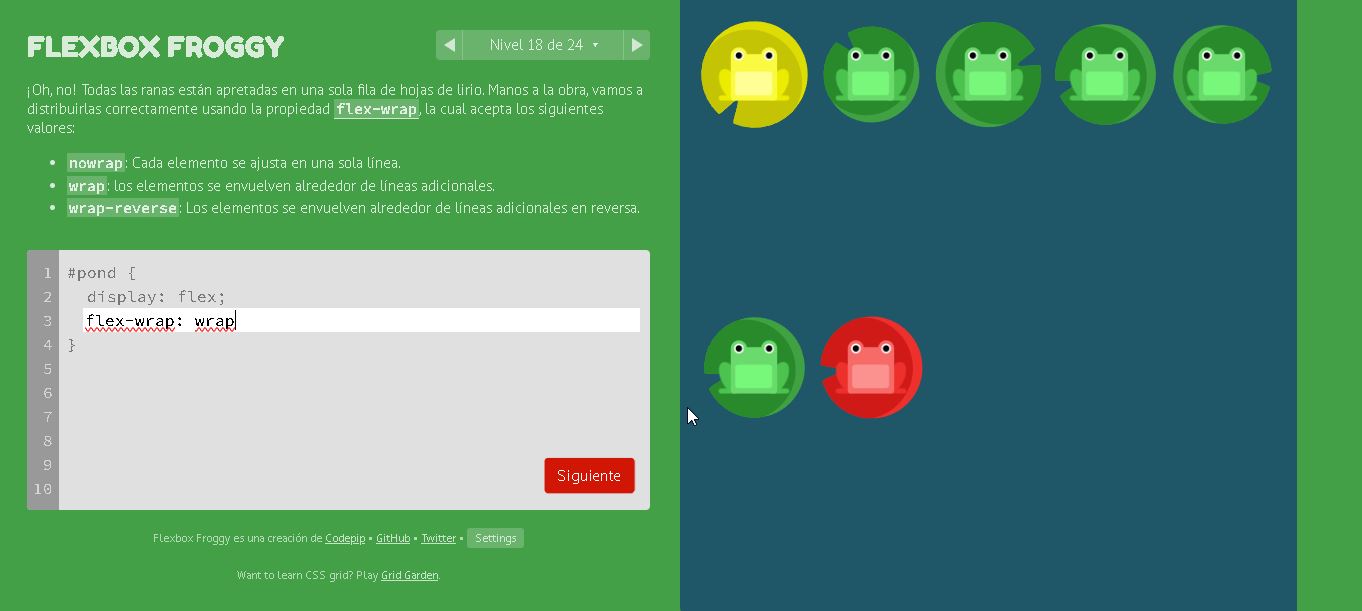 FLEXBOX FROGGY
Nivel 18 de 24
¡Oh, no! Todas las ranas están apretadas en una sola fila de hojas de lirio. Manos a la obra, vamos a
distribuirlas correctamente usando la propiedad flex-wrap, la cual acepta los siguientes
valores:
nowrap: Cada elemento se ajusta en una sola línea.
wrap: los elementos se envuelven alrededor de líneas adicionales.
wrap-reverse: Los elementos se envuelven alrededor de líneas adicionales en reversa.
1 #pond {
2 display: flex;
3 flex-wrap: wrap
4 }
5
6
7
8
9
10
Siguiente
Flexbox Froggy es una creación de Codepip • GitHub • Twitter • Settings
Want to learn CSS grid? Play Grid Garden.